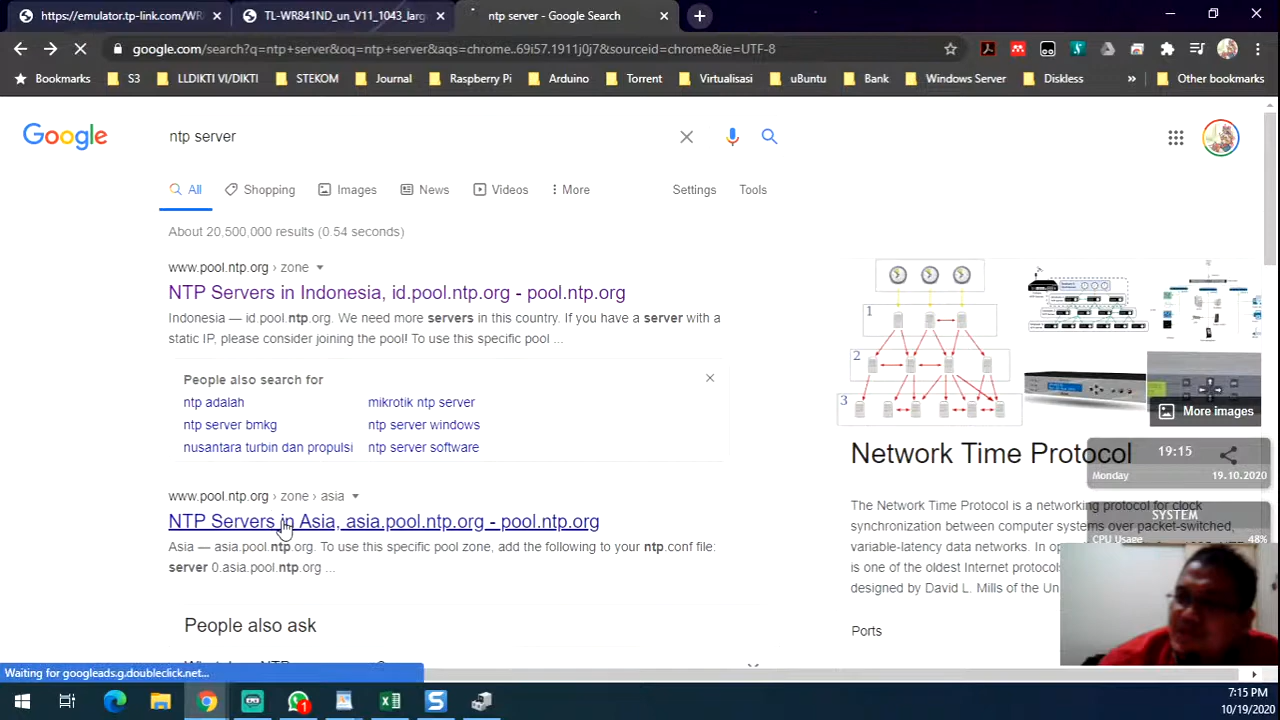 https://emulator.tp-link.com/WR
TL-WR841ND_un_V11_1043_larg
ntp server - Google Search
google.com/search?q=ntp+server&oq=ntp+server&aqs=chrome..69i57.1911j0j7&sourceid=chrome&ie=UTF-8
Bookmarks S3 LLDIKTI VI/DIKTI STEKOM Journal Raspberry Pi Arduino Torrent Virtualisasi uBuntu Bank Windows Server Diskless » Other bookmarks
Google
ntp server
All Shopping Images News Videos More Settings Tools
About 20,500,000 results (0.54 seconds)
www.pool.ntp.org › zone
NTP Servers in Indonesia, id.pool.ntp.org - pool.ntp.org
Indonesia — id.pool.ntp.org. We need more servers in this country. If you have a server with a
static IP, please consider joining the pool! To use this specific pool ...
People also search for
ntp adalah
mikrotik ntp server
ntp server bmkg
ntp server windows
nusantara turbin dan propulsi
ntp server software
www.pool.ntp.org › zone › asia
NTP Servers in Asia, asia.pool.ntp.org - pool.ntp.org
Asia — asia.pool.ntp.org. To use this specific pool zone, add the following to your ntp.conf file:
server 0.asia.pool.ntp.org ...
People also ask
1
2
3
More images
Network Time Protocol
The Network Time Protocol is a networking protocol for clock
synchronization between computer systems over packet-switched,
variable-latency data networks. In op
is one of the oldest Internet protocols
designed by David L. Mills of the Un
Ports
19:15
Monday 19.10.2020
SYSTEM
CPU Usage 48%
Waiting for googleads.g.doubleclick.net...
1
7:15 PM
10/19/2020